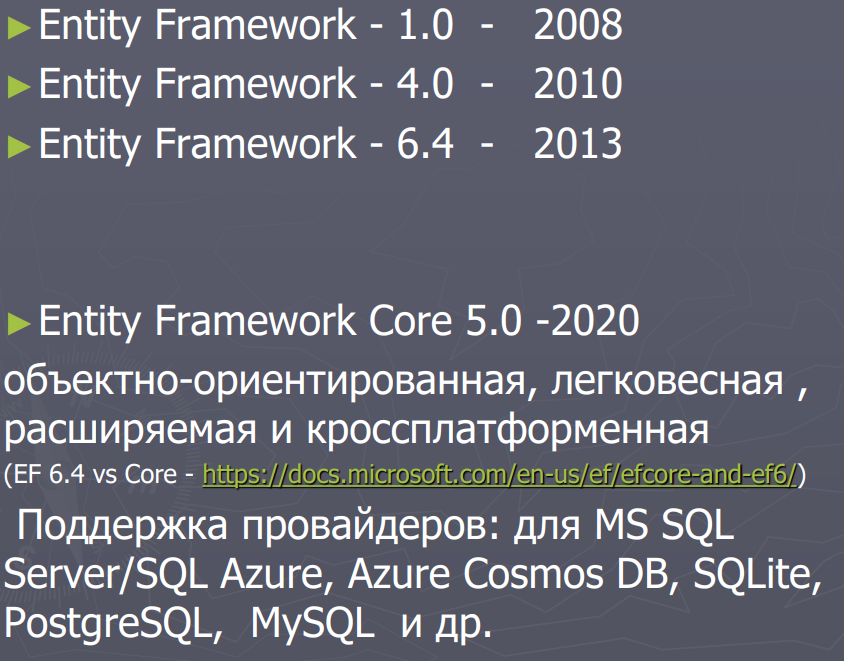 ►Entity Framework - 1.0 - 2008
►Entity Framework - 4.0 - 2010
►Entity Framework - 6.4 - 2013
►Entity Framework Core 5.0 -2020
объектно-ориентированная, легковесная ,
расширяемая и кроссплатформенная
(EF 6.4 vs Core - https://docs.microsoft.com/en-us/ef/efcore-and-ef6/)
Поддержка провайдеров: для MS SQL
Server/SQL Azure, Azure Cosmos DB, SQLite,
PostgreSQL, MySQL и др.